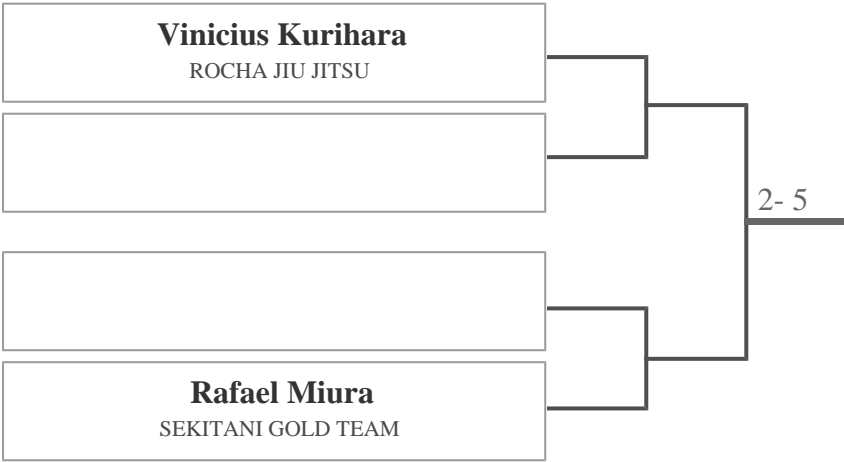 Vinicius Kurihara
ROCHA JIU JITSU
2- 5
Rafael Miura
SEKITANI GOLD TEAM